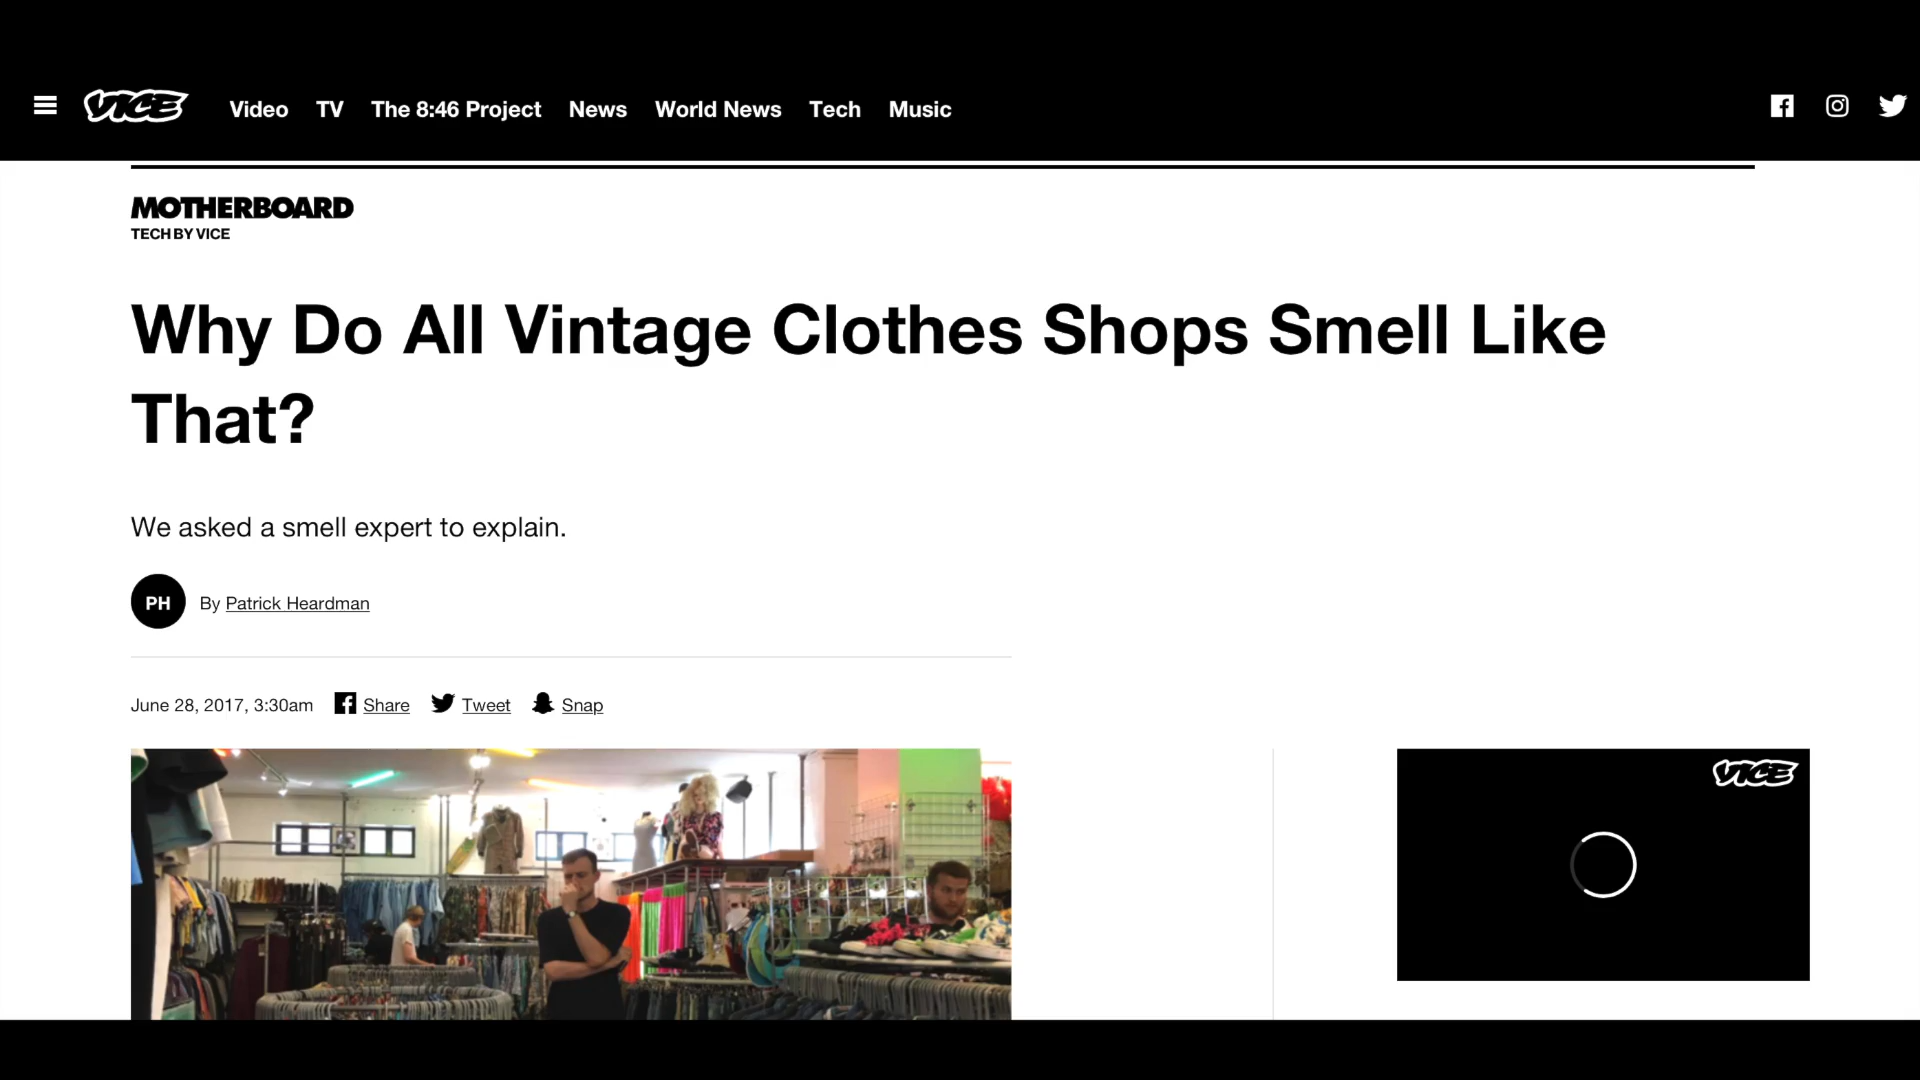 VICE Video TV The 8:46 Project News World News Tech Music
MOTHERBOARD
TECH BY VICE
Why Do All Vintage Clothes Shops Smell Like
That?
We asked a smell expert to explain.
PH By Patrick Heardman
June 28, 2017, 3:30am Share Tweet Snap
VICE